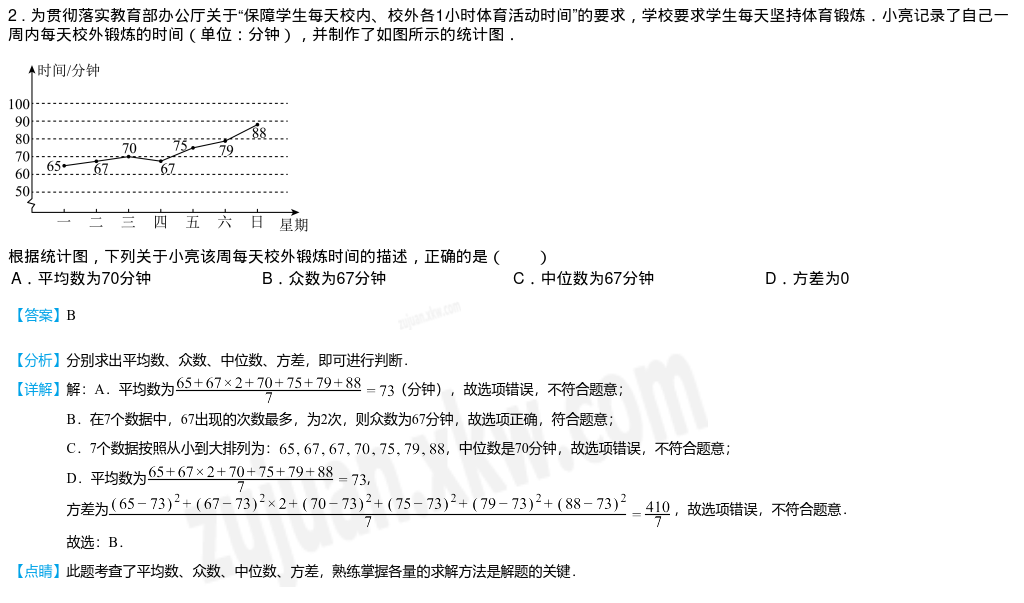 2．为贯彻落实教育部办公厅关于“保障学生每天校内、校外各1小时体育活动时间”的要求，学校要求学生每天坚持体育锻炼．小亮记录了自己一
周内每天校外锻炼的时间（单位：分钟），并制作了如图所示的统计图．
时间/分钟
100
90
80
70
60
50
65
67
70
67
75
79
88
一 二 三 四 五 六 日 星期
根据统计图，下列关于小亮该周每天校外锻炼时间的描述，正确的是（　　）
A．平均数为70分钟 B．众数为67分钟 C．中位数为67分钟 D．方差为0
【答案】B
【分析】分别求出平均数、众数、中位数、方差，即可进行判断．
【详解】解：A．平均数为(65+67×2+70+75+79+88)/7=73（分钟），故选项错误，不符合题意；
B．在7个数据中，67出现的次数最多，为2次，则众数为67分钟，故选项正确，符合题意；
C．7个数据按照从小到大排列为：65, 67, 67, 70, 75, 79, 88，中位数是70分钟，故选项错误，不符合题意；
D．平均数为(65+67×2+70+75+79+88)/7=73，
方差为((65−73)²+(67−73)²×2+(70−73)²+(75−73)²+(79−73)²+(88−73)²)/7=410/7，故选项错误，不符合题意．
故选：B．
【点睛】此题考查了平均数、众数、中位数、方差，熟练掌握各量的求解方法是解题的关键．
zujuan.xkw.com
zujuan.xkw.com